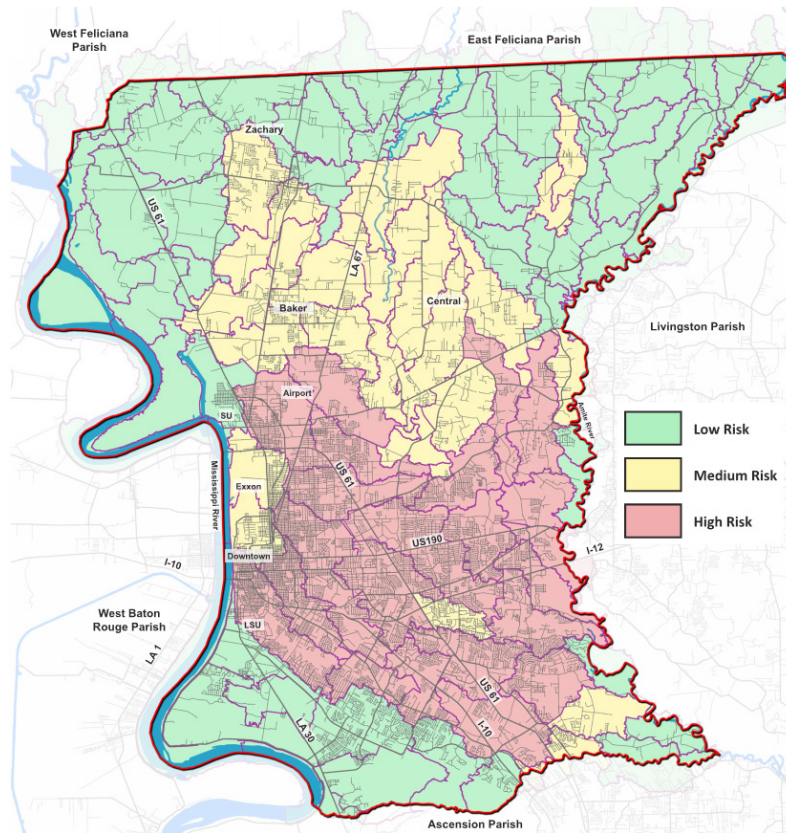 West Feliciana
Parish
East Feliciana Parish
Zachary
US 61
LA 67
Baker
Central
Livingston Parish
Airport
SU
Amite River
Low Risk
US 61
Medium Risk
Exxon
Mississippi River
High Risk
US190
Downtown
I-12
I-10
West Baton
Rouge Parish
LSU
LA 1
US 61
I-10
LA 30
Ascension Parish